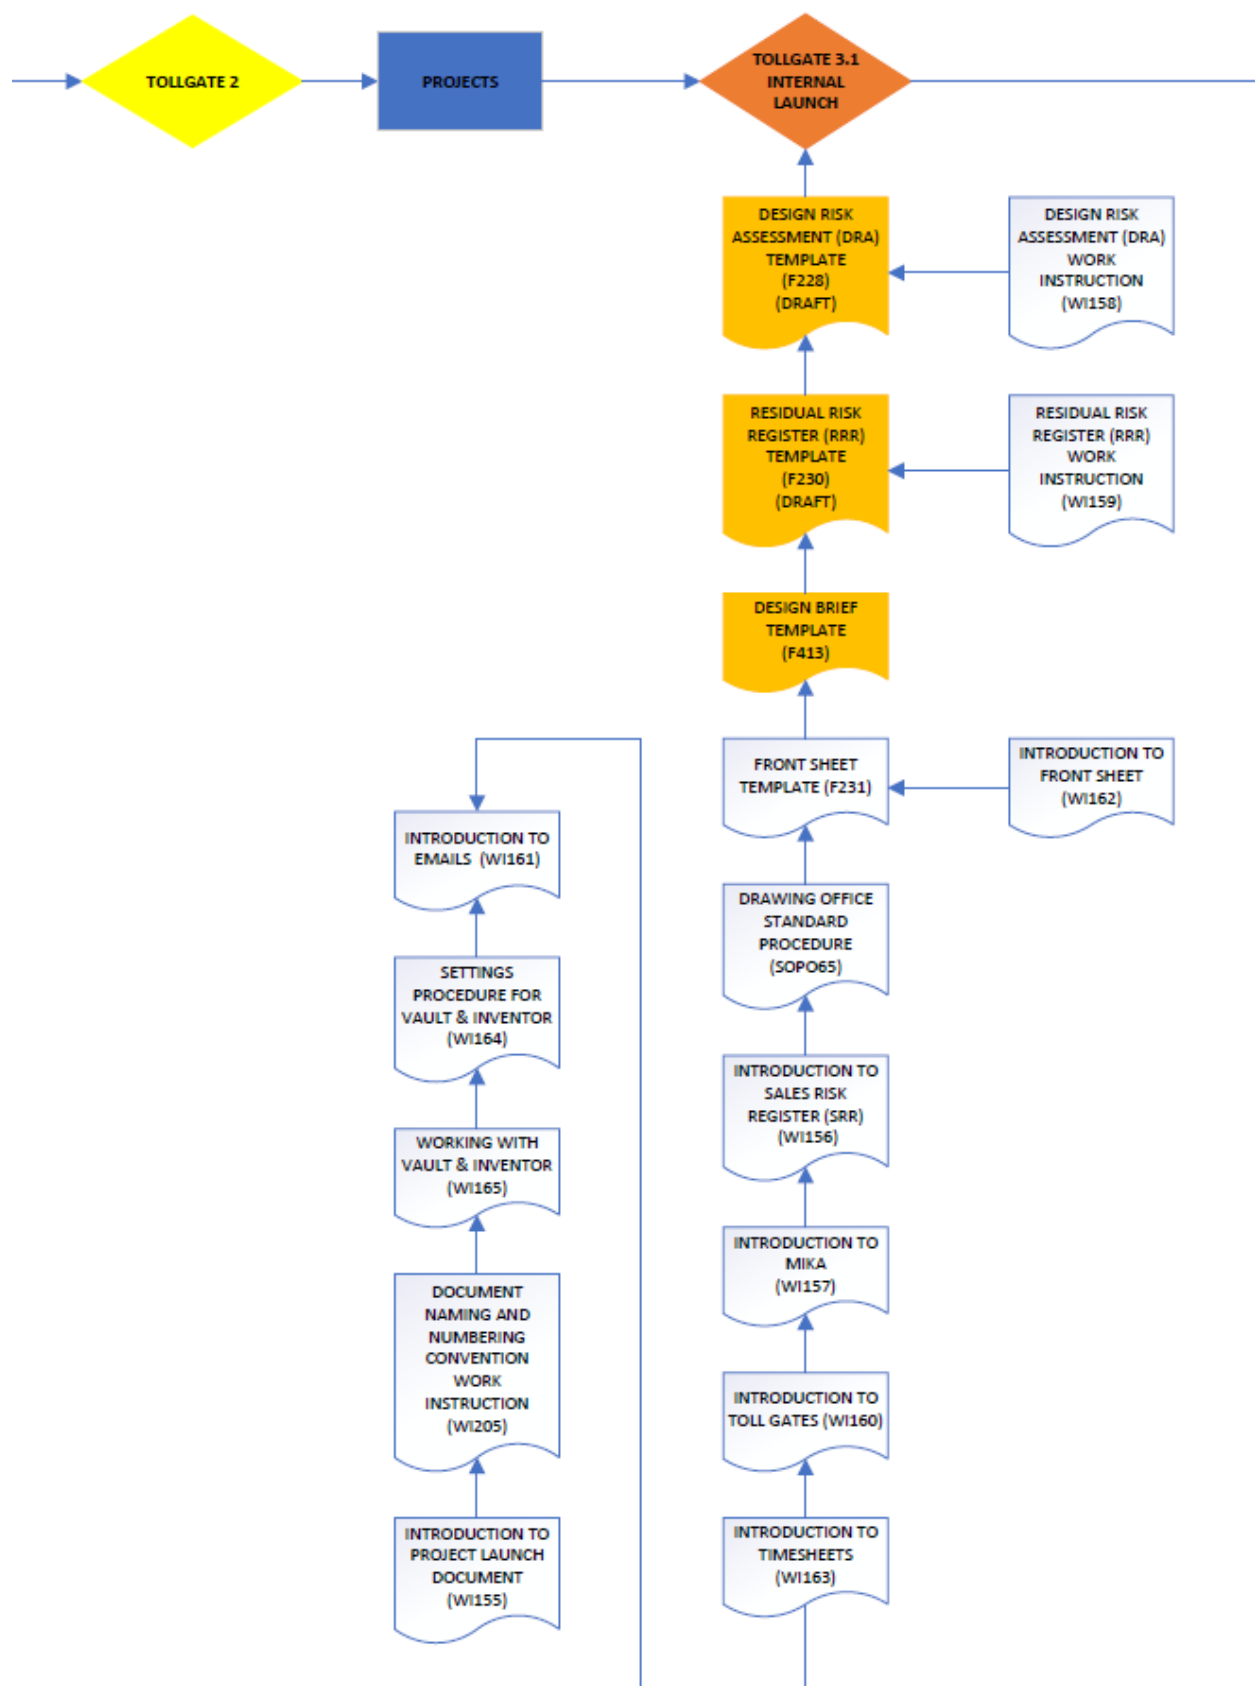 TOLLGATE 2
PROJECTS
TOLLGATE 3.1
INTERNAL
LAUNCH
DESIGN RISK
ASSESSMENT (DRA)
TEMPLATE
(F228)
(DRAFT)
DESIGN RISK
ASSESSMENT (DRA)
WORK
INSTRUCTION
(WI158)
RESIDUAL RISK
REGISTER (RRR)
TEMPLATE
(F230)
(DRAFT)
RESIDUAL RISK
REGISTER (RRR)
WORK
INSTRUCTION
(WI159)
DESIGN BRIEF
TEMPLATE
(F413)
FRONT SHEET
TEMPLATE (F231)
INTRODUCTION TO
FRONT SHEET
(WI162)
INTRODUCTION TO
EMAILS (WI161)
SETTINGS
PROCEDURE FOR
VAULT & INVENTOR
(WI164)
WORKING WITH
VAULT & INVENTOR
(WI165)
DOCUMENT
NAMING AND
NUMBERING
CONVENTION
WORK
INSTRUCTION
(WI205)
INTRODUCTION TO
PROJECT LAUNCH
DOCUMENT
(WI155)
DRAWING OFFICE
STANDARD
PROCEDURE
(SOPO65)
INTRODUCTION TO
SALES RISK
REGISTER (SRR)
(WI156)
INTRODUCTION TO
MIKA
(WI157)
INTRODUCTION TO
TOLL GATES (WI160)
INTRODUCTION TO
TIMESHEETS
(WI163)